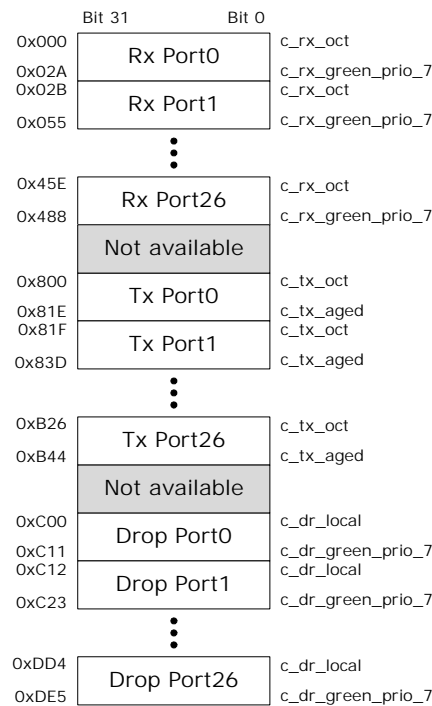 Bit 31 Bit 0
0x000 c_rx_oct
Rx Port0
0x02A c_rx_green_prio_7
0x02B c_rx_oct
Rx Port1
0x055 c_rx_green_prio_7
0x45E c_rx_oct
Rx Port26
0x488 c_rx_green_prio_7
Not available
0x800 c_tx_oct
Tx Port0
0x81E c_tx_aged
0x81F c_tx_oct
Tx Port1
0x83D c_tx_aged
0xB26 c_tx_oct
Tx Port26
0xB44 c_tx_aged
Not available
0xC00 c_dr_local
Drop Port0
0xC11 c_dr_green_prio_7
0xC12 c_dr_local
Drop Port1
0xC23 c_dr_green_prio_7
0xDD4 c_dr_local
Drop Port26
0xDE5 c_dr_green_prio_7